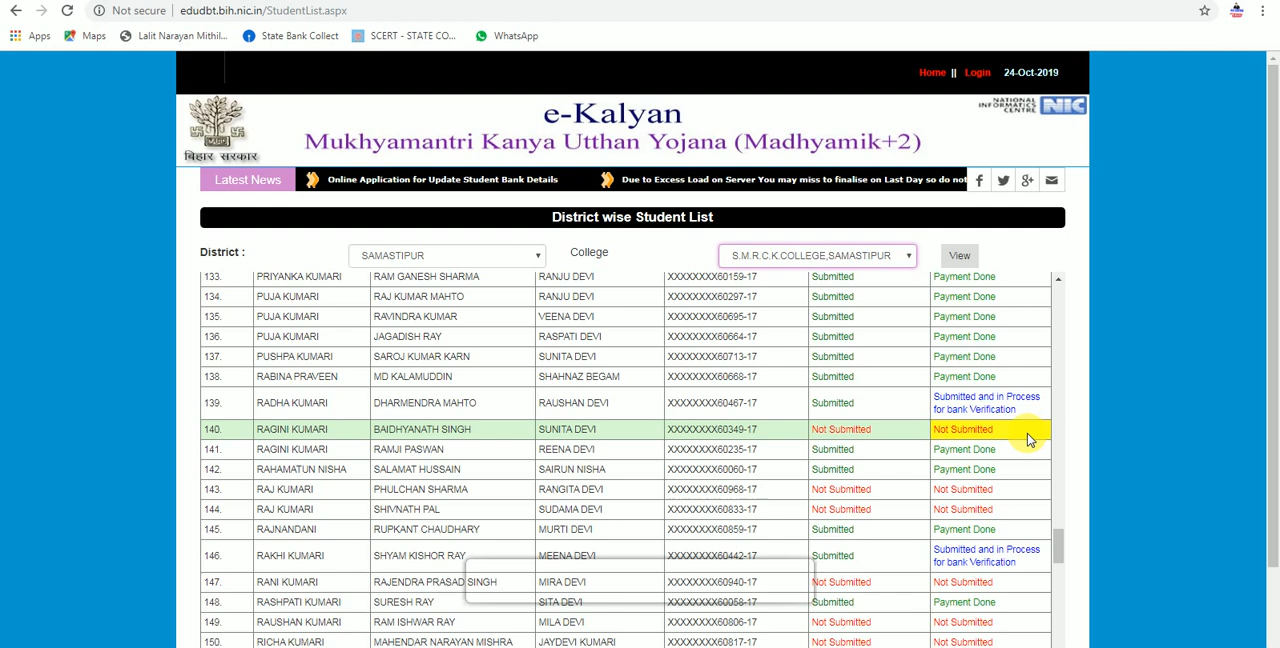 Not secure | edudbt.bih.nic.in/StudentList.aspx
Apps Maps Lalit Narayan Mithil... State Bank Collect SCERT - STATE CO... WhatsApp
Home || Login 24-Oct-2019
बिहार सरकार
e-Kalyan
NATIONAL INFORMATICS CENTRE NIC
Mukhyamantri Kanya Utthan Yojana (Madhyamik+2)
Latest News Online Application for Update Student Bank Details Due to Excess Load on Server You may miss to finalise on Last Day so do not
District wise Student List
District : SAMASTIPUR College S.M.R.C.K.COLLEGE,SAMASTIPUR View
133. PRIYANKA KUMARI RAM GANESH SHARMA RANJU DEVI XXXXXXXX60159-17 Submitted Payment Done
134. PUJA KUMARI RAJ KUMAR MAHTO RANJU DEVI XXXXXXXX60297-17 Submitted Payment Done
135. PUJA KUMARI RAVINDRA KUMAR VEENA DEVI XXXXXXXX60695-17 Submitted Payment Done
136. PUJA KUMARI JAGADISH RAY RASPATI DEVI XXXXXXXX60664-17 Submitted Payment Done
137. PUSHPA KUMARI SAROJ KUMAR KARN SUNITA DEVI XXXXXXXX60713-17 Submitted Payment Done
138. RABINA PRAVEEN MD KALAMUDDIN SHAHNAZ BEGAM XXXXXXXX60668-17 Submitted Payment Done
139. RADHA KUMARI DHARMENDRA MAHTO RAUSHAN DEVI XXXXXXXX60467-17 Submitted Submitted and in Process
for bank Verification
140. RAGINI KUMARI BAIDHYANATH SINGH SUNITA DEVI XXXXXXXX60349-17 Not Submitted Not Submitted
141. RAGINI KUMARI RAMJI PASWAN REENA DEVI XXXXXXXX60235-17 Submitted Payment Done
142. RAHAMATUN NISHA SALAMAT HUSSAIN SAIRUN NISHA XXXXXXXX60060-17 Submitted Payment Done
143. RAJ KUMARI PHULCHAN SHARMA RANGITA DEVI XXXXXXXX60968-17 Not Submitted Not Submitted
144. RAJ KUMARI SHIVNATH PAL SUDAMA DEVI XXXXXXXX60833-17 Not Submitted Not Submitted
145. RAJNANDANI RUPKANT CHAUDHARY MURTI DEVI XXXXXXXX60859-17 Submitted Payment Done
146. RAKHI KUMARI SHYAM KISHOR RAY MEENA DEVI XXXXXXXX60442-17 Submitted Submitted and in Process
for bank Verification
147. RANI KUMARI RAJENDRA PRASAD SINGH MIRA DEVI XXXXXXXX60940-17 Not Submitted Not Submitted
148. RASHPATI KUMARI SURESH RAY SITA DEVI XXXXXXXX60058-17 Submitted Payment Done
149. RAUSHAN KUMARI RAM ISHWAR RAY MILA DEVI XXXXXXXX60806-17 Not Submitted Not Submitted
150. RICHA KUMARI MAHENDAR NARAYAN MISHRA JAYDEVI KUMARI XXXXXXXX60817-17 Not Submitted Not Submitted